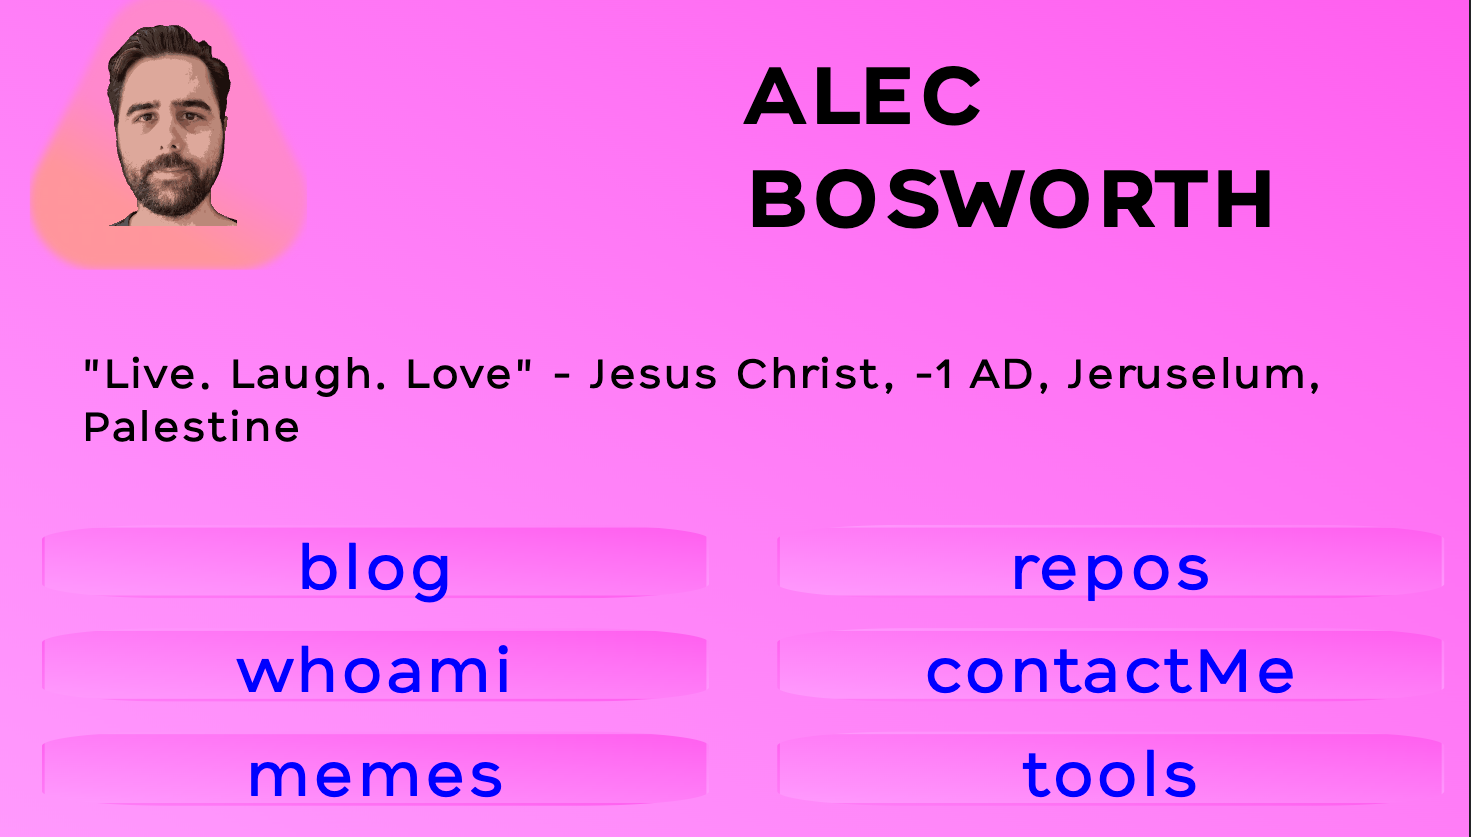 ALEC
BOSWORTH
"Live. Laugh. Love" - Jesus Christ, -1 AD, Jeruselum,
Palestine
blog
repos
whoami
contactMe
memes
tools